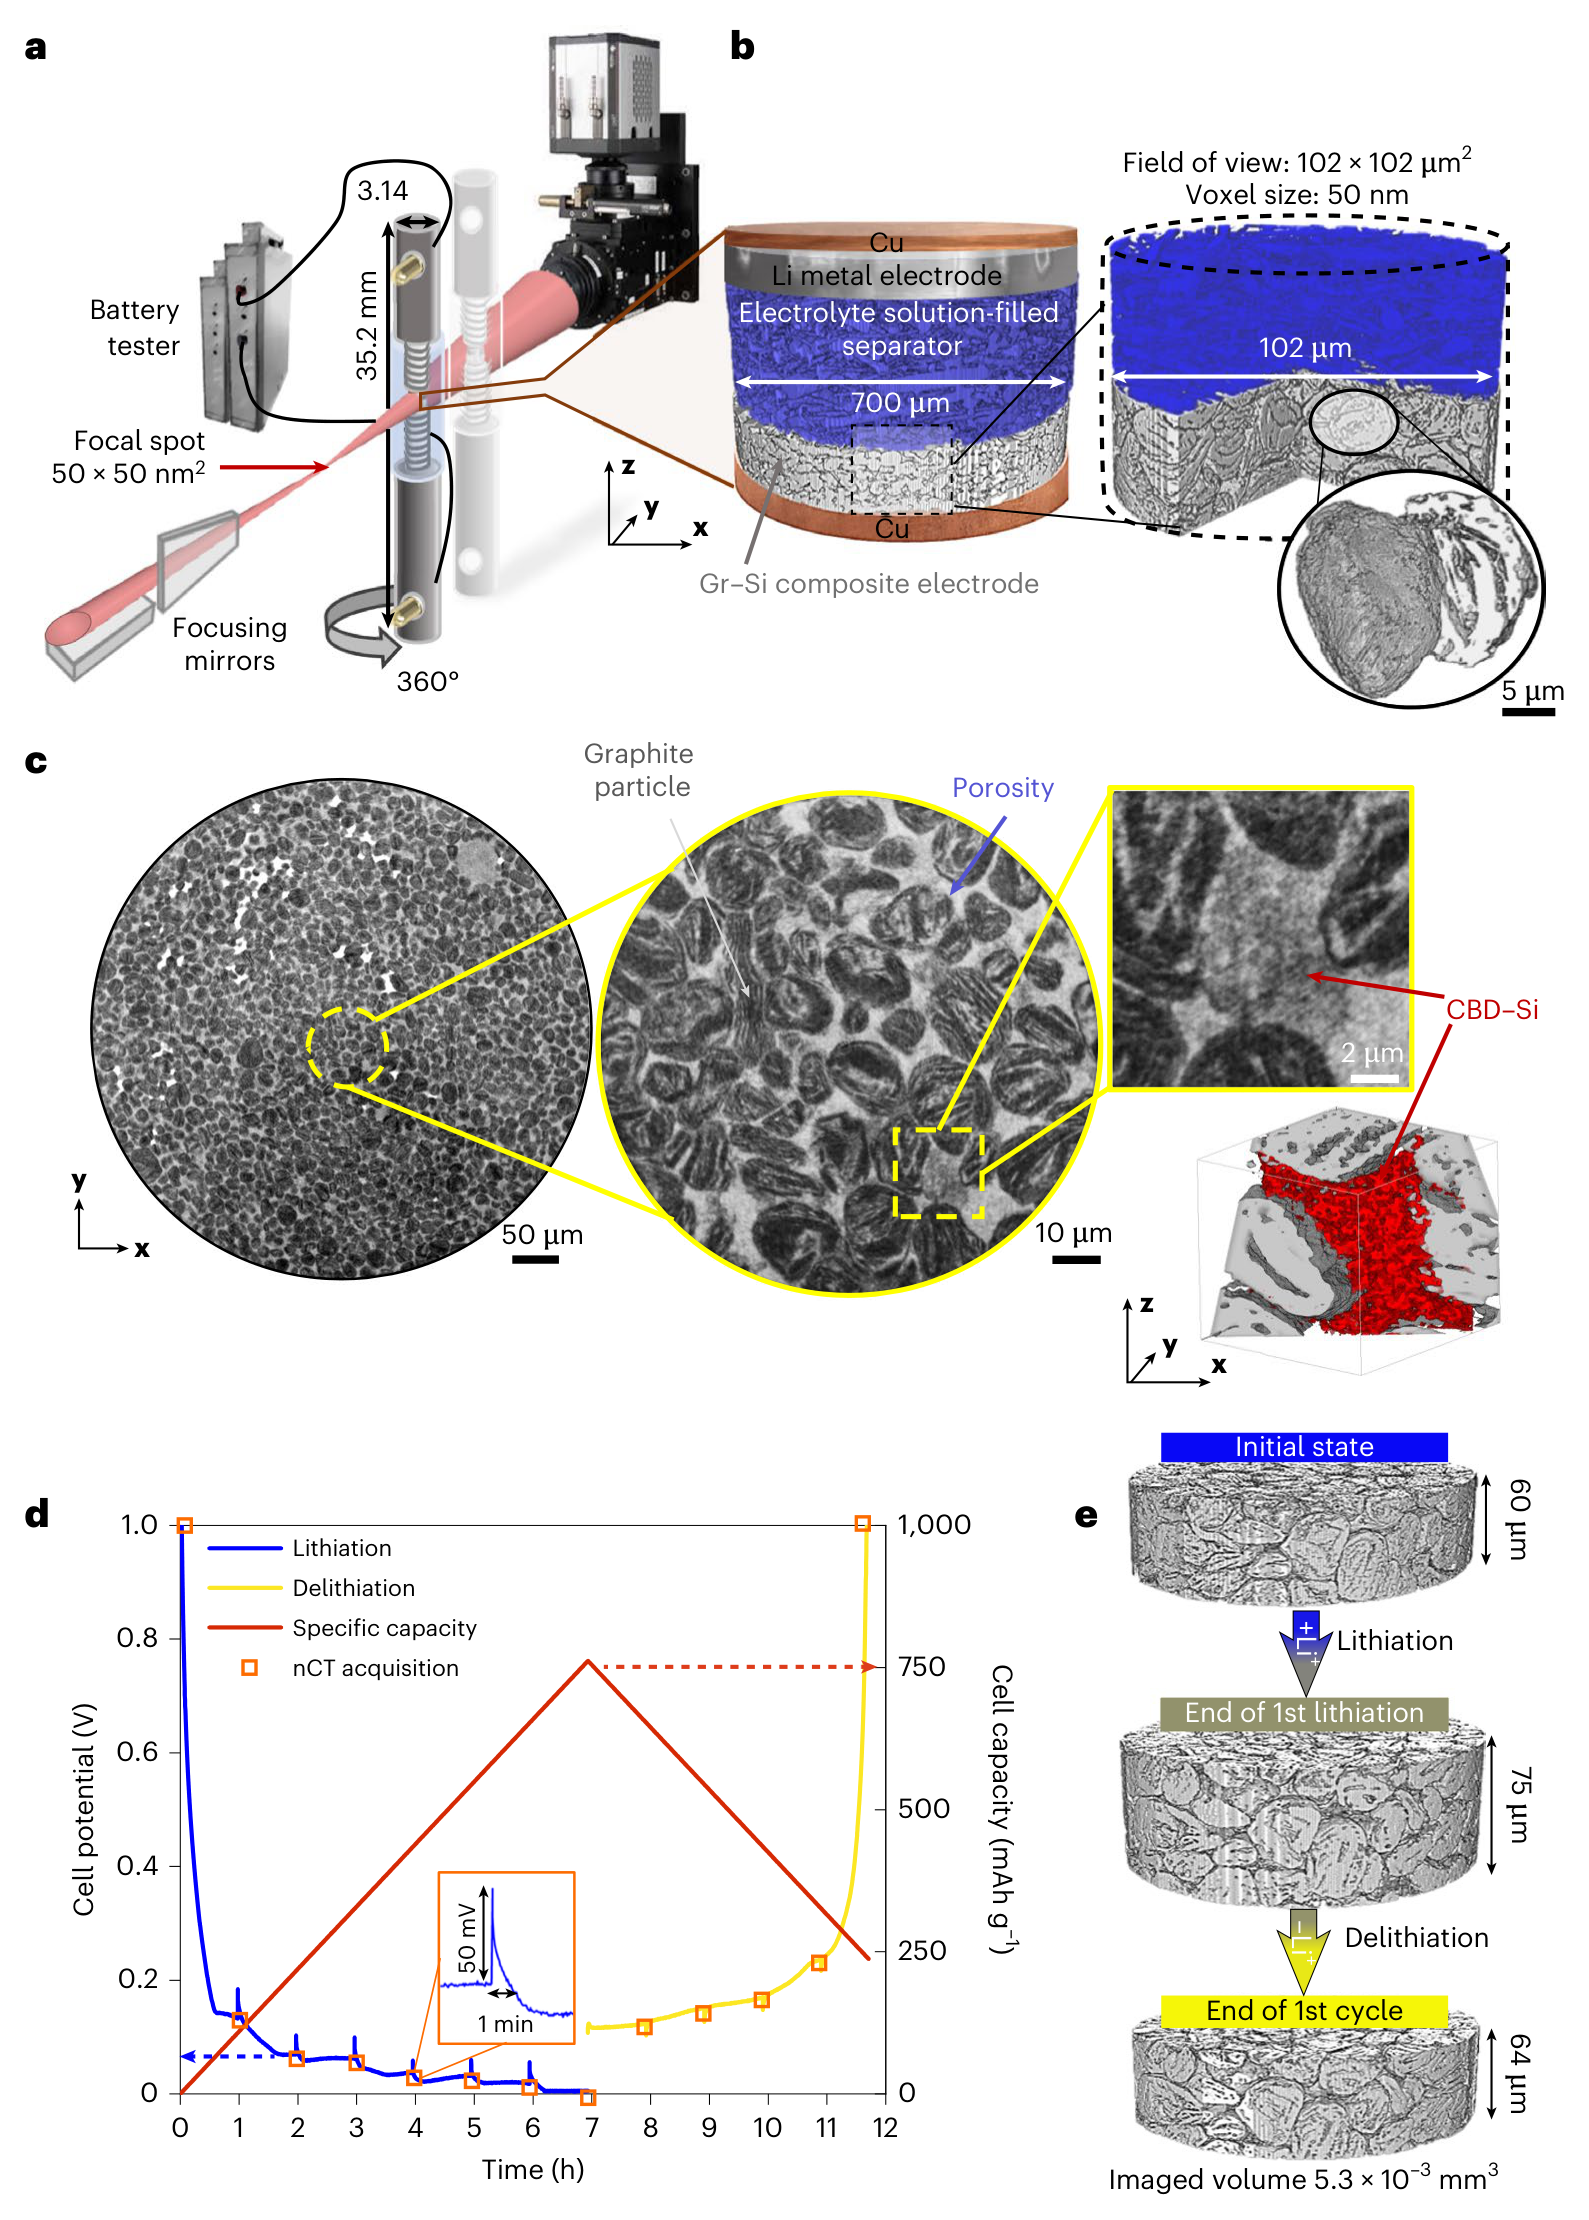 a
3.14
35.2 mm
Battery
tester
Focal spot
50 × 50 nm²
Focusing
mirrors
360°
b
Cu
Li metal electrode
Electrolyte solution-filled
separator
700 µm
Cu
z
y
x
Gr–Si composite electrode
Field of view: 102 × 102 µm²
Voxel size: 50 nm
102 µm
5 µm
c
Graphite
particle
Porosity
CBD–Si
2 µm
y
x
50 µm
10 µm
z
y
x
d
1.0
0.8
0.6
0.4
0.2
0
Cell potential (V)
Lithiation
Delithiation
Specific capacity
nCT acquisition
50 mV
1 min
1,000
750
500
250
0
Cell capacity (mAh g⁻¹)
0 1 2 3 4 5 6 7 8 9 10 11 12
Time (h)
e
Initial state
60 µm
+Li⁺
Lithiation
End of 1st lithiation
75 µm
−Li⁺
Delithiation
End of 1st cycle
64 µm
Imaged volume 5.3 × 10⁻³ mm³